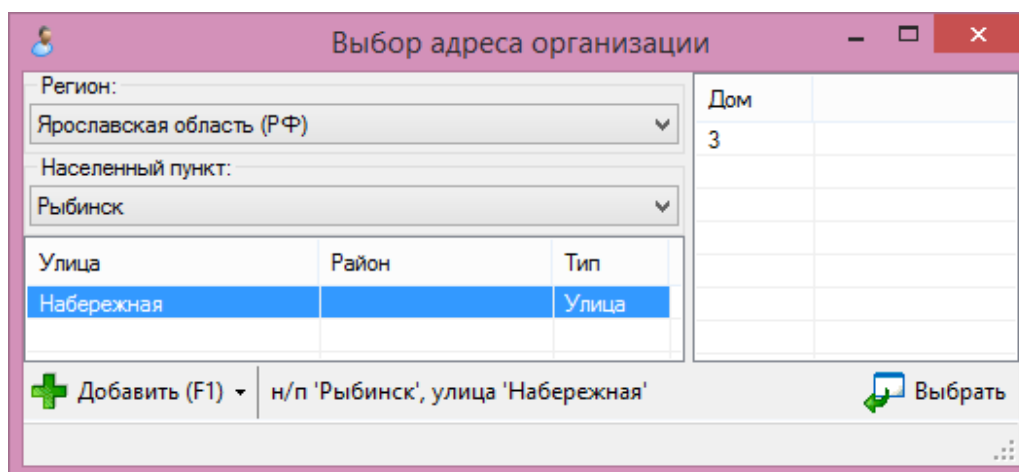 Выбор адреса организации
Регион:
Ярославская область (РФ)
Населенный пункт:
Рыбинск
Улица Район Тип
Набережная Улица
Дом
3
Добавить (F1) н/п 'Рыбинск', улица 'Набережная' Выбрать